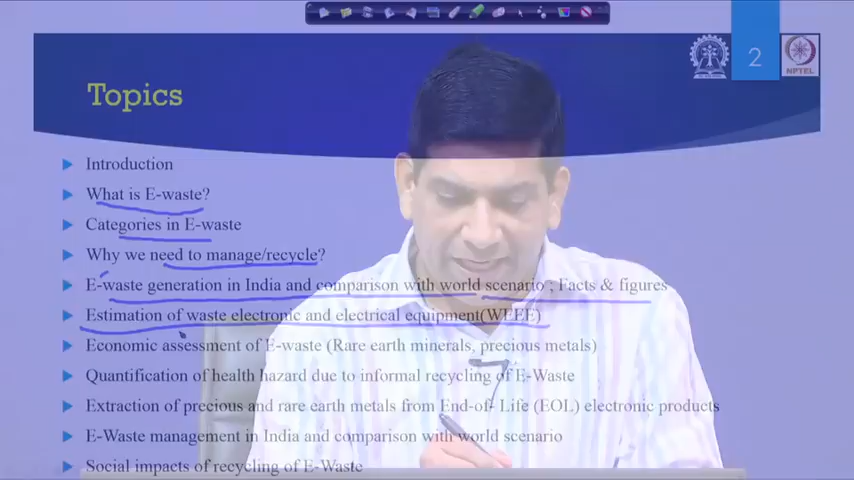 2
NPTEL
Topics
Introduction
What is E-waste?
Categories in E-waste
Why we need to manage/recycle?
E-waste generation in India and comparison with world scenario ; Facts & figures
Estimation of waste electronic and electrical equipment(WEEE)
Economic assessment of E-waste (Rare earth minerals, precious metals)
Quantification of health hazard due to informal recycling of E-Waste
Extraction of precious and rare earth metals from End-of- Life (EOL) electronic products
E-Waste management in India and comparison with world scenario
Social impacts of recycling of E-Waste